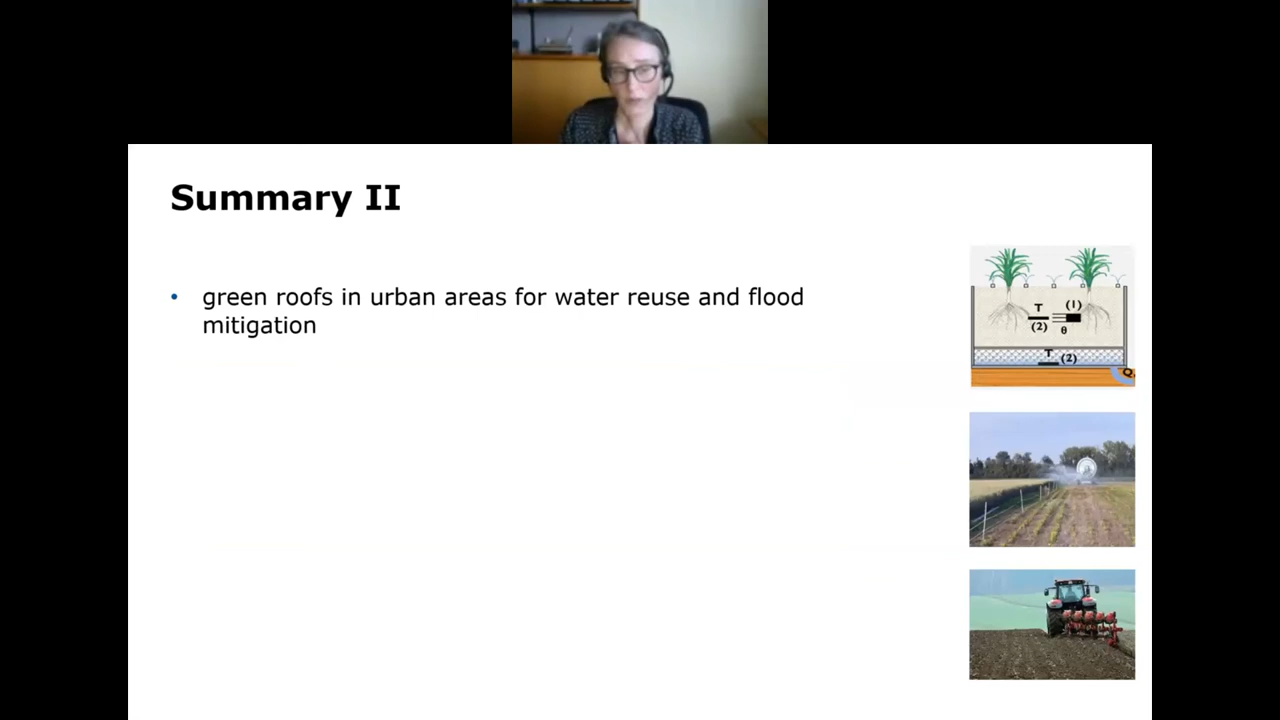 Summary II
• green roofs in urban areas for water reuse and flood
mitigation
T
(1)
(2)
θ
T
(2)
Q